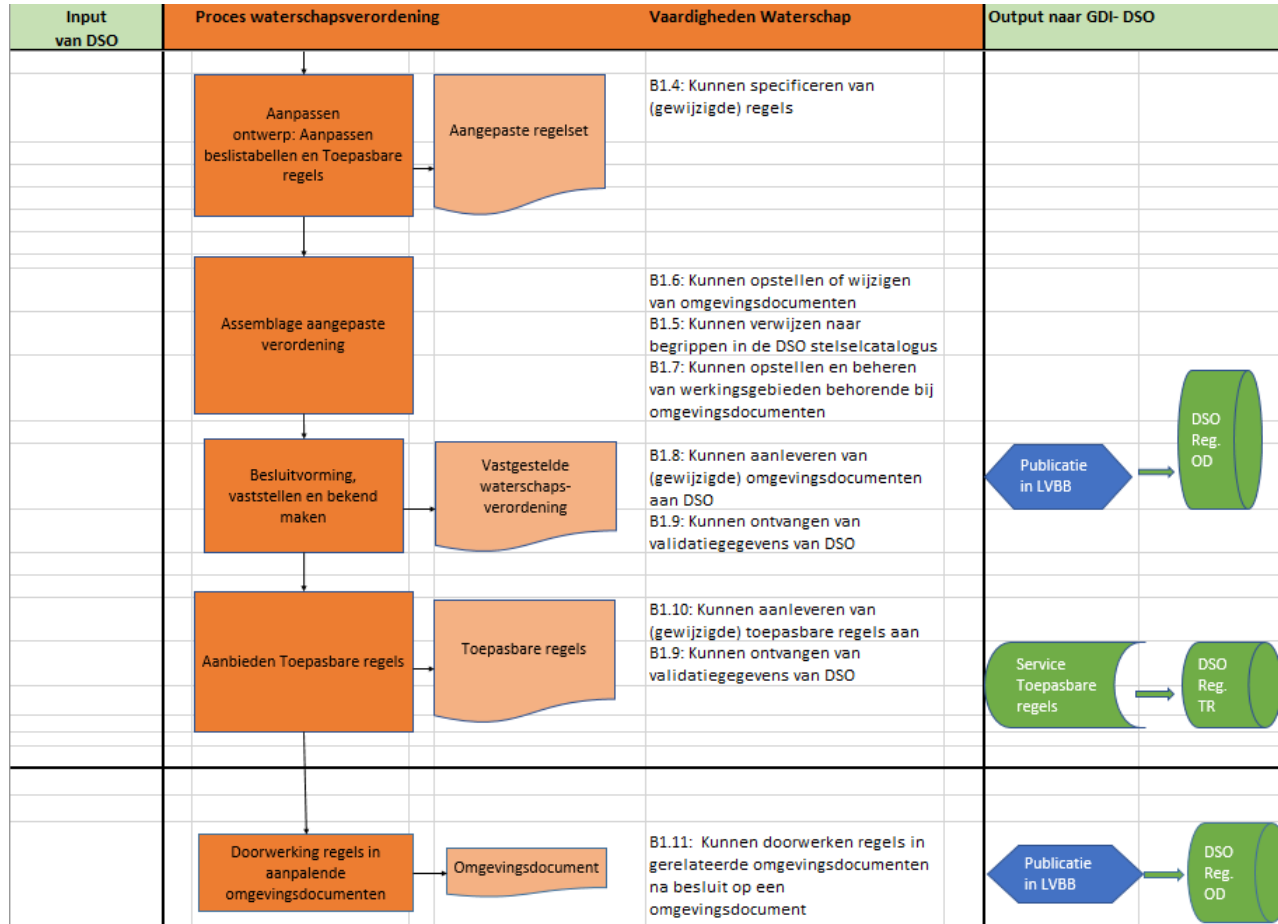 Input
van DSO
Proces waterschapsverordening
Vaardigheden Waterschap
Output naar GDI- DSO
Aanpassen
ontwerp: Aanpassen
beslistabellen en Toepasbare
regels
Aangepaste regelset
B1.4: Kunnen specificeren van
(gewijzigde) regels
Assemblage aangepaste
verordening
B1.6: Kunnen opstellen of wijzigen
van omgevingsdocumenten
B1.5: Kunnen verwijzen naar
begrippen in de DSO stelselcatalogus
B1.7: Kunnen opstellen en beheren
van werkingsgebieden behorende bij
omgevingsdocumenten
Besluitvorming,
vaststellen en bekend
maken
Vastgestelde
waterschaps-
verordening
B1.8: Kunnen aanleveren van
(gewijzigde) omgevingsdocumenten
aan DSO
B1.9: Kunnen ontvangen van
validatiegegevens van DSO
Publicatie
in LVBB
DSO
Reg.
OD
Aanbieden Toepasbare regels
Toepasbare regels
B1.10: Kunnen aanleveren van
(gewijzigde) toepasbare regels aan
B1.9: Kunnen ontvangen van
validatiegegevens van DSO
Service
Toepasbare
regels
DSO
Reg.
TR
Doorwerking regels in
aanpalende
omgevingsdocumenten
Omgevingsdocument
B1.11: Kunnen doorwerken regels in
gerelateerde omgevingsdocumenten
na besluit op een
omgevingsdocument
Publicatie
in LVBB
DSO
Reg.
OD